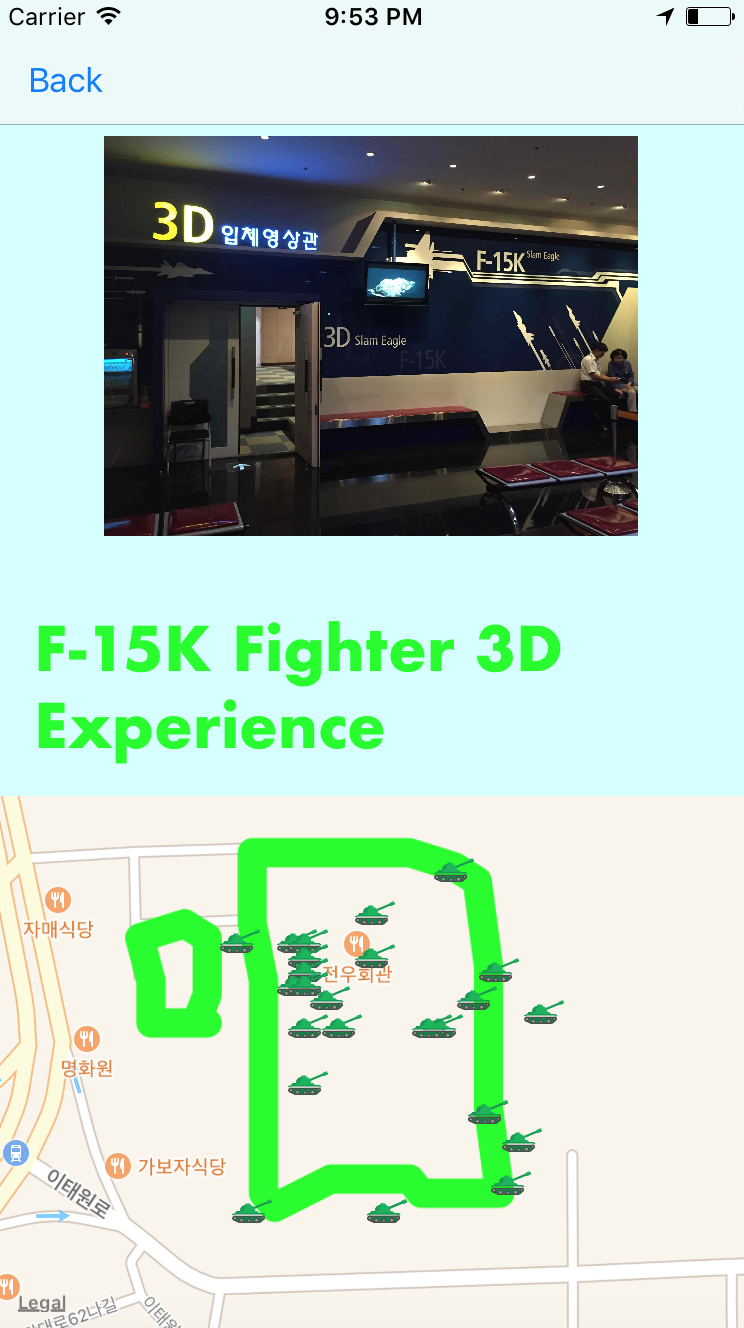 Carrier
9:53 PM
Back
3D 입체영상관
F-15K Slam Eagle
3D Slam Eagle
F-15K
F-15K Fighter 3D
Experience
자매식당
전우회관
명화원
가보자식당
이태원로
Legal
대로62나길
이태원